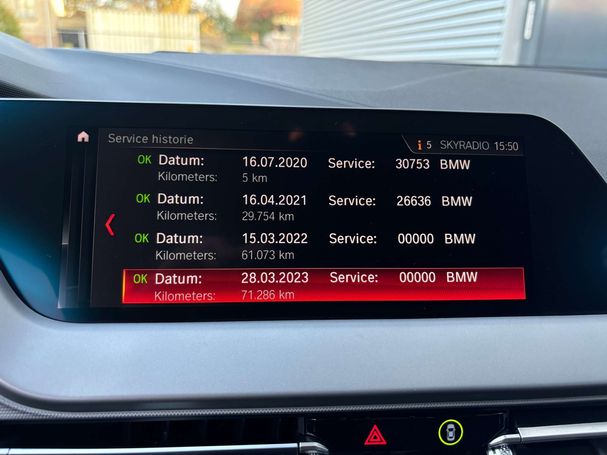 Service historie
i 5 SKYRADIO 15:50
OK Datum: 16.07.2020 Service: 30753 BMW
Kilometers: 5 km
OK Datum: 16.04.2021 Service: 26636 BMW
Kilometers: 29.754 km
OK Datum: 15.03.2022 Service: 00000 BMW
Kilometers: 61.073 km
OK Datum: 28.03.2023 Service: 00000 BMW
Kilometers: 71.286 km